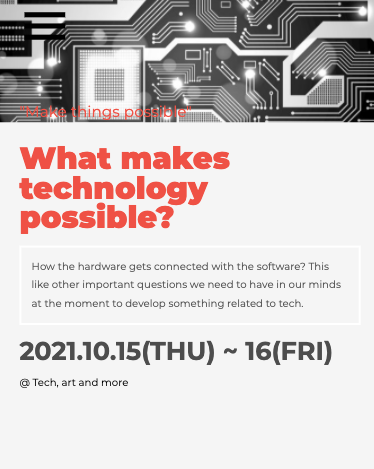 "Make things possible"
What makes
technology
possible?
How the hardware gets connected with the software? This
like other important questions we need to have in our minds
at the moment to develop something related to tech.
2021.10.15(THU) ~ 16(FRI)
@ Tech, art and more